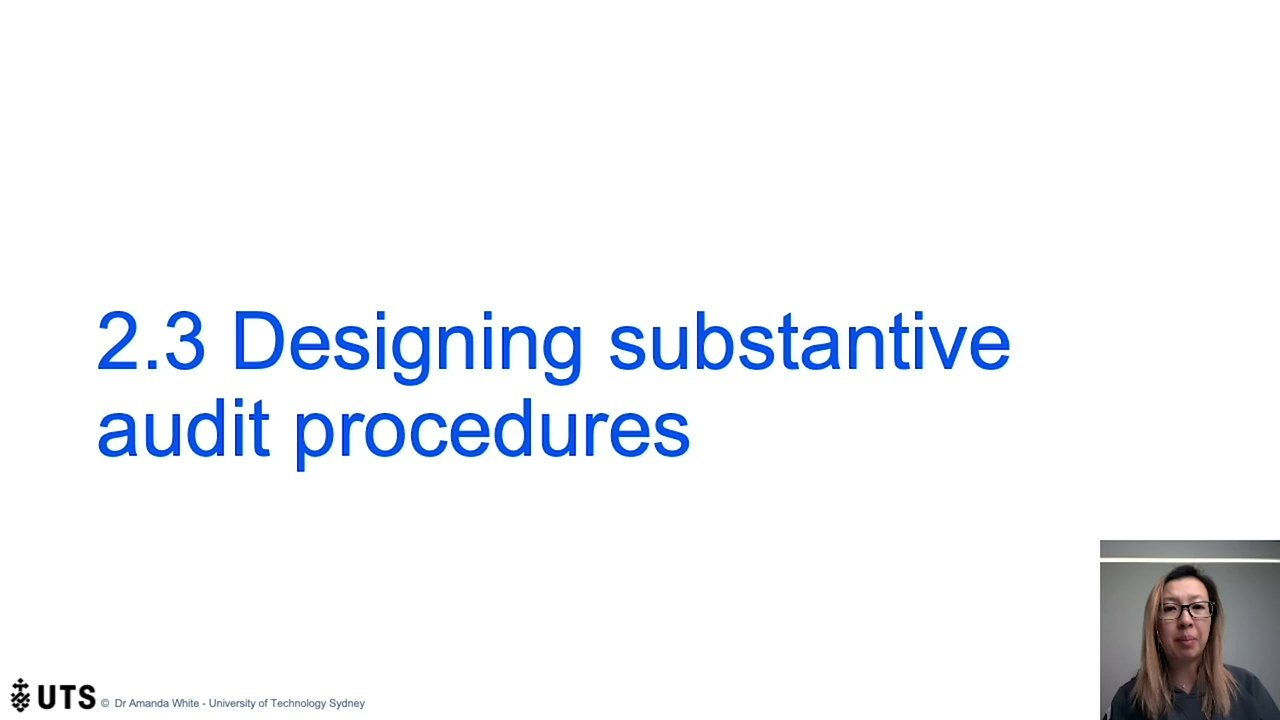 2.3 Designing substantive
audit procedures
UTS © Dr Amanda White - University of Technology Sydney